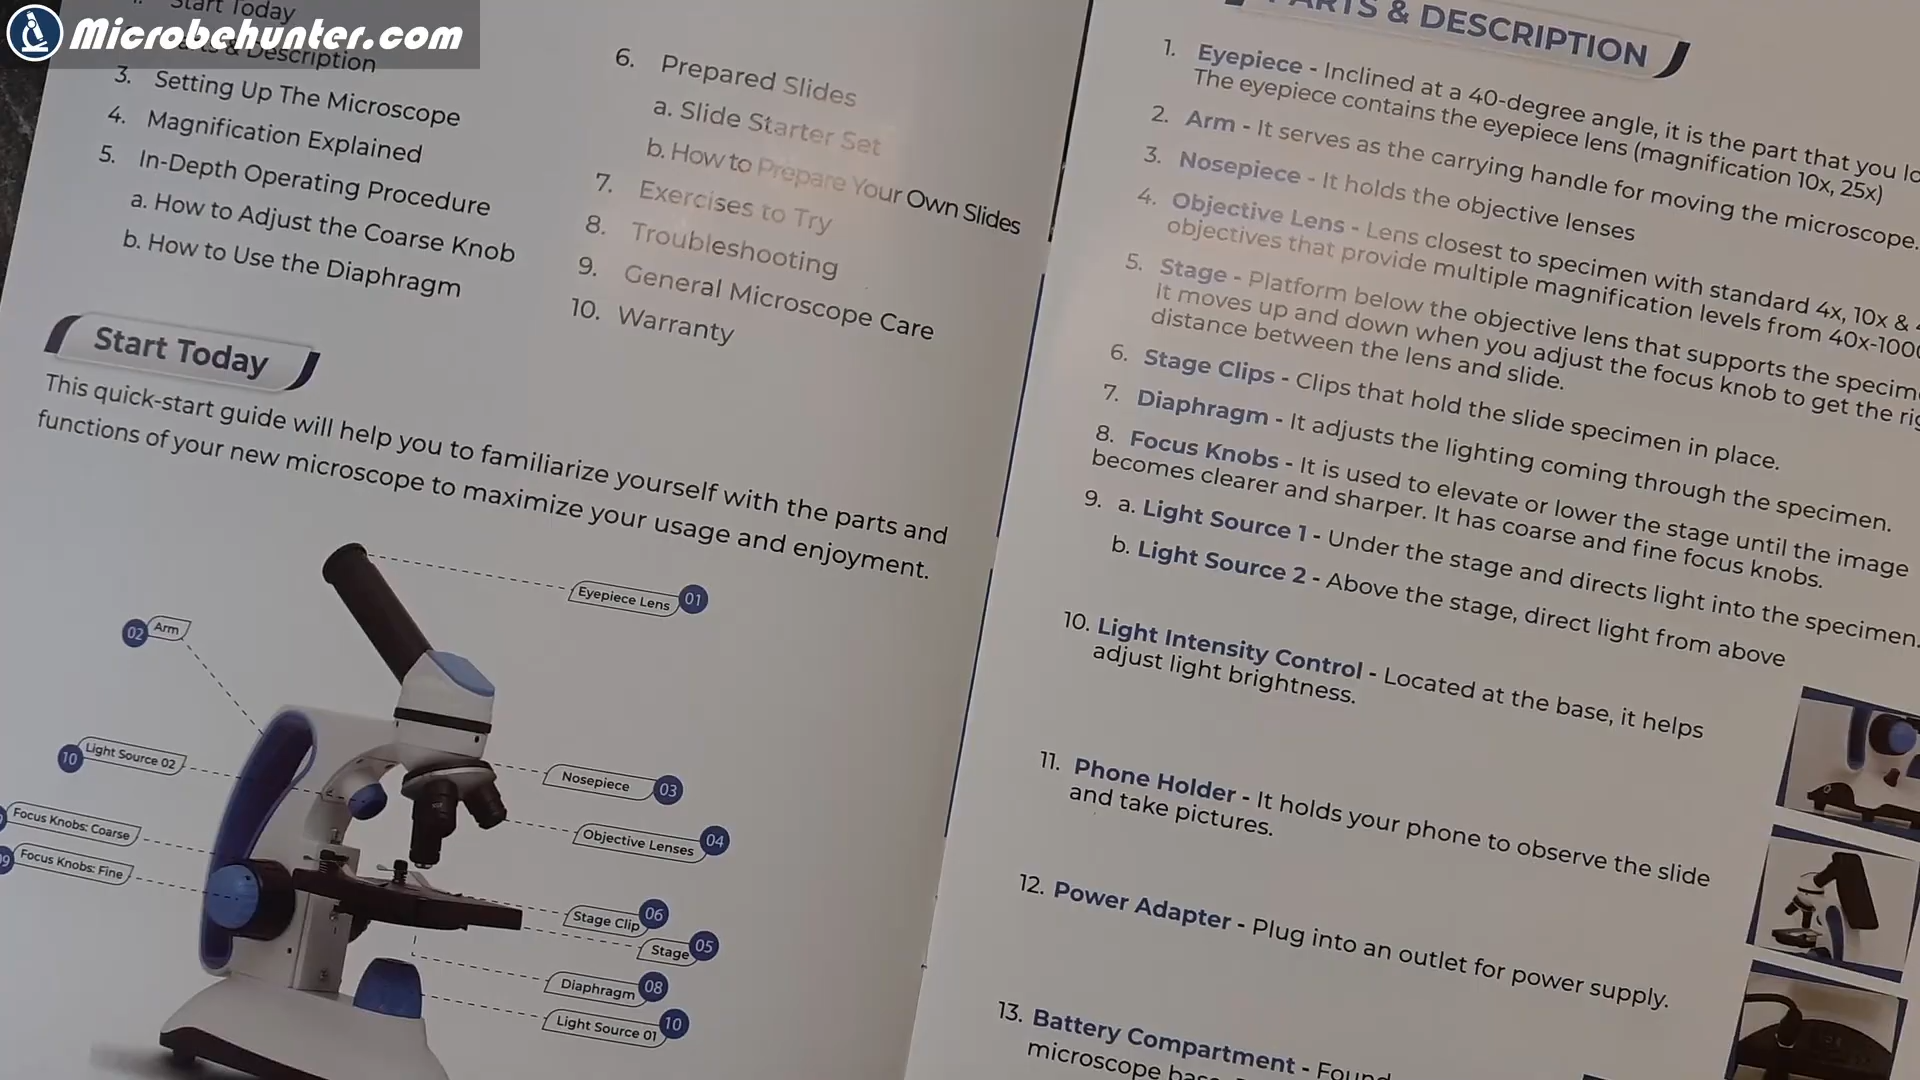 Microbehunter.com
Start Today
Parts & Description
3. Setting Up The Microscope
4. Magnification Explained
5. In-Depth Operating Procedure
a. How to Adjust the Coarse Knob
b. How to Use the Diaphragm
6. Prepared Slides
a. Slide Starter Set
b. How to Prepare Your Own Slides
7. Exercises to Try
8. Troubleshooting
9. General Microscope Care
10. Warranty
Start Today
This quick-start guide will help you to familiarize yourself with the parts and
functions of your new microscope to maximize your usage and enjoyment.
Eyepiece Lens 01
02 Arm
10 Light Source 02
Nosepiece 03
Focus Knobs: Coarse
Objective Lenses 04
09 Focus Knobs: Fine
Stage Clip 06
Stage 05
Diaphragm 08
Light Source 01 10
PARTS & DESCRIPTION
1. Eyepiece - Inclined at a 40-degree angle, it is the part that you
The eyepiece contains the eyepiece lens (magnification 10x, 25x)
2. Arm - It serves as the carrying handle for moving the microscope.
3. Nosepiece - It holds the objective lenses
4. Objective Lens - Lens closest to specimen with standard 4x, 10x &
objectives that provide multiple magnification levels from 40x-1000
5. Stage - Platform below the objective lens that supports the
It moves up and down when you adjust the focus knob to get the
distance between the lens and slide.
6. Stage Clips - Clips that hold the slide specimen in place.
7. Diaphragm - It adjusts the lighting coming through the specimen.
8. Focus Knobs - It is used to elevate or lower the stage until the image
becomes clearer and sharper. It has coarse and fine focus knobs.
9. a. Light Source 1 - Under the stage and directs light into the specimen.
b. Light Source 2 - Above the stage, direct light from above
10. Light Intensity Control - Located at the base, it helps
adjust light brightness.
11. Phone Holder - It holds your phone to observe the slide
and take pictures.
12. Power Adapter - Plug into an outlet for power supply.
13. Battery Compartment - Found
microscope